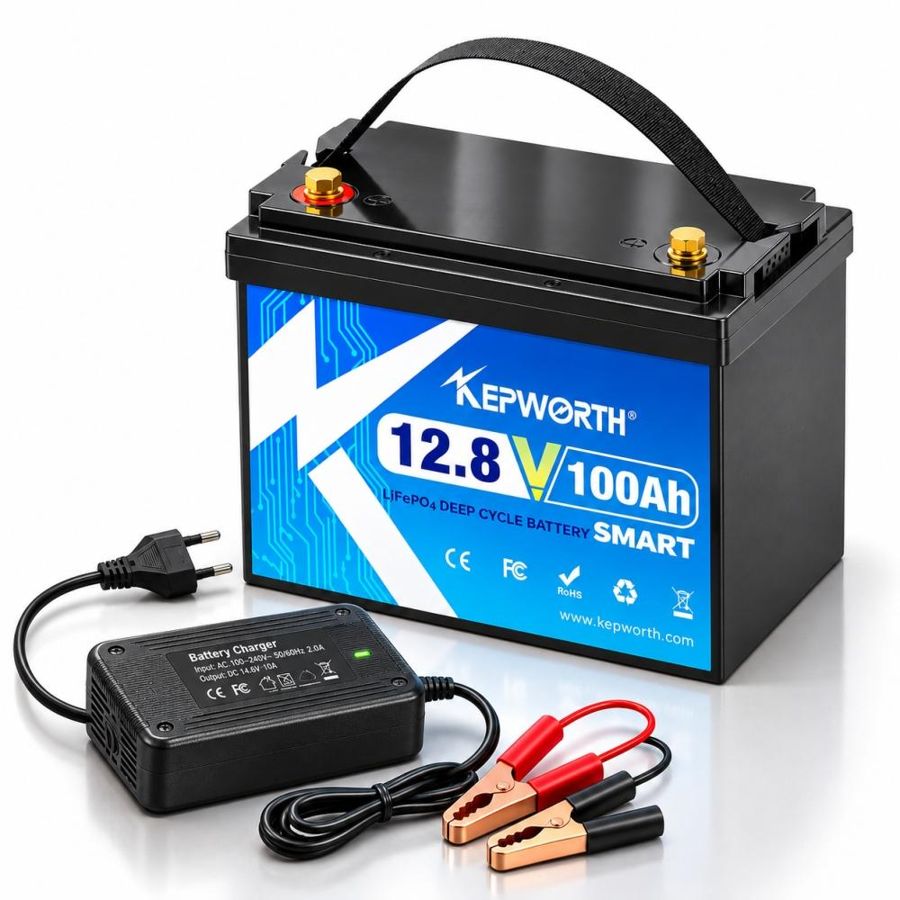 KEPWORTH®
12.8 V 100Ah
LiFePO4 DEEP CYCLE BATTERY SMART
CE FC RoHS
www.kepworth.com
Battery Charger
Input: AC 100-240V~ 50/60Hz 2.0A
Output: DC 14.6V-10A
CE FC